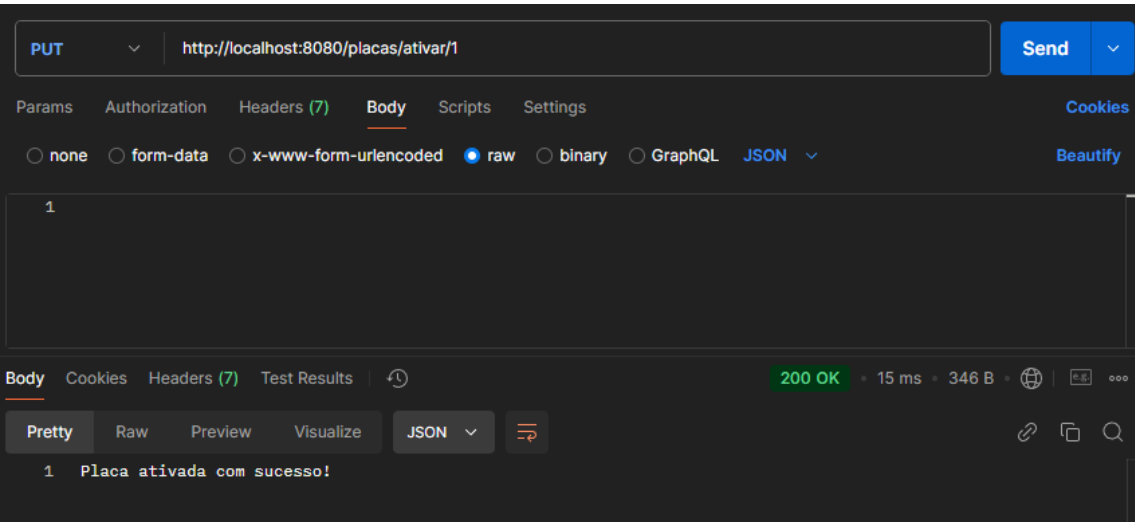 PUT http://localhost:8080/placas/ativar/1 Send
Params Authorization Headers (7) Body Scripts Settings Cookies
none form-data x-www-form-urlencoded raw binary GraphQL JSON Beautify
1
Body Cookies Headers (7) Test Results 200 OK 15 ms 346 B e.g.
Pretty Raw Preview Visualize JSON
1 Placa ativada com sucesso!